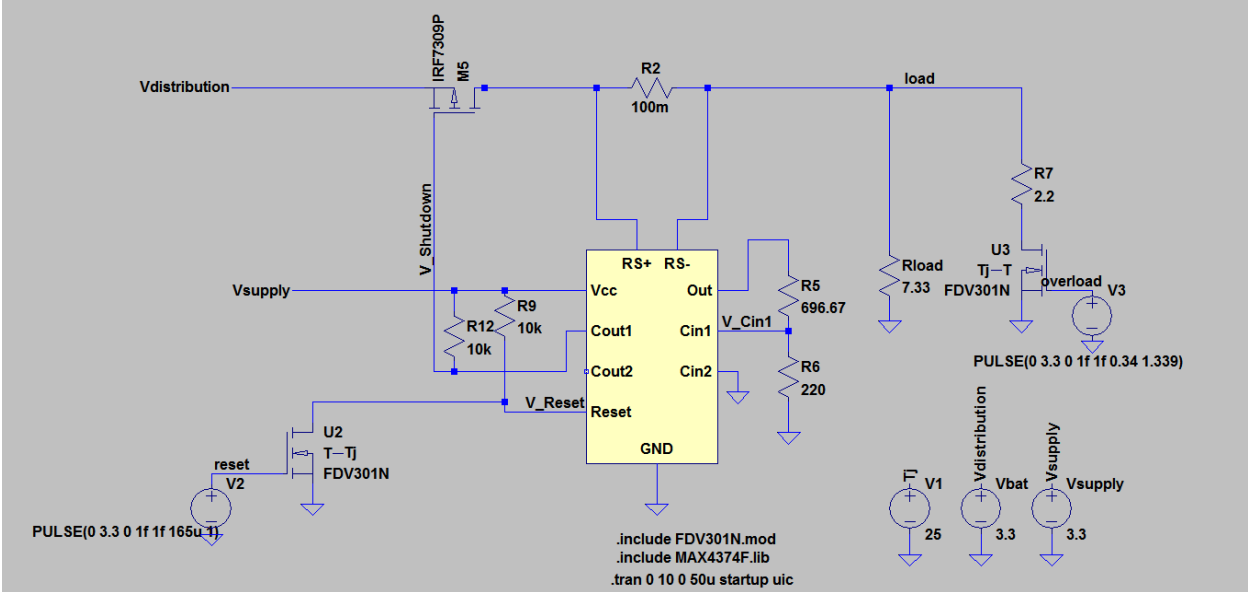 IRF7309P
M5
Vdistribution
R2
100m
load
V_Shutdown
R7
2.2
U3
Tj—T
FDV301N
overload
V3
PULSE(0 3.3 0 1f 1f 0.34 1.339)
Rload
7.33
RS+ RS-
Vsupply
Vcc
Out
R5
696.67
R12
10k
R9
10k
Cout1
Cin1
V_Cin1
Cout2
Cin2
R6
220
V_Reset
Reset
GND
U2
T—Tj
FDV301N
reset
V2
PULSE(0 3.3 0 1f 1f 165u 1)
Tj
V1
25
Vdistribution
Vbat
3.3
Vsupply
Vsupply
3.3
.include FDV301N.mod
.include MAX4374F.lib
.tran 0 10 0 50u startup uic